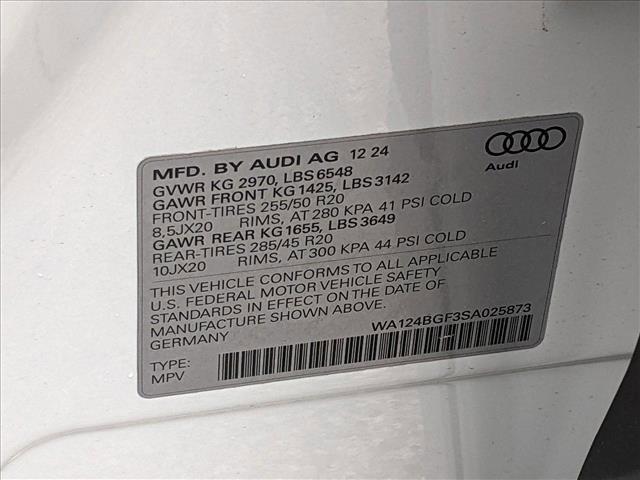 MFD. BY AUDI AG 12 24
GVWR KG 2970, LBS 6548
GAWR FRONT KG 1425, LBS 3142
FRONT-TIRES 255/50 R20
8,5JX20 RIMS, AT 280 KPA 41 PSI COLD
GAWR REAR KG 1655, LBS 3649
REAR-TIRES 285/45 R20
10JX20 RIMS, AT 300 KPA 44 PSI COLD
THIS VEHICLE CONFORMS TO ALL APPLICABLE
U.S. FEDERAL MOTOR VEHICLE SAFETY
STANDARDS IN EFFECT ON THE DATE OF
MANUFACTURE SHOWN ABOVE.
GERMANY
WA124BGF3SA025873
TYPE:
MPV
Audi